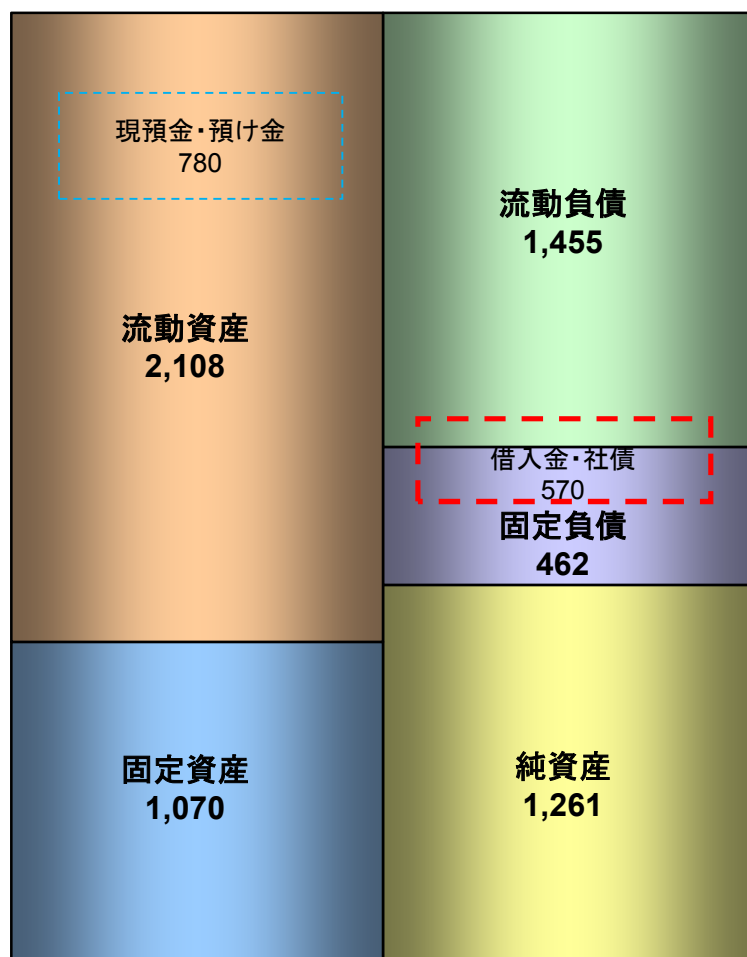 現預金・預け金
780
流動資産
2,108
固定資産
1,070
流動負債
1,455
借入金・社債
570
固定負債
462
純資産
1,261